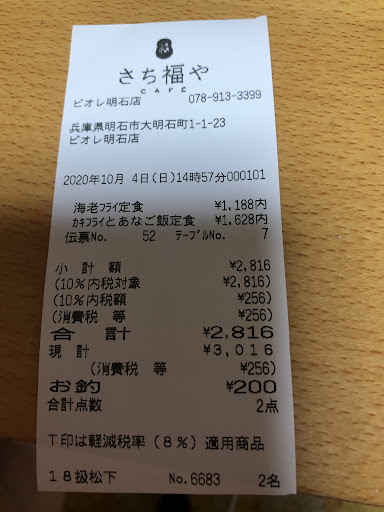 さち福や
CAFÉ
ピオレ明石店 078-913-3399
兵庫県明石市大明石町1-1-23
ピオレ明石店
2020年10月 4日(日)14時57分000101
海老フライ定食 ¥1,188内
カキフライとあなご飯定食 ¥1,628内
伝票No. 52 テーブルNo. 7
小 計 額 ¥2,816
(10%内税対象 ¥2,816)
(10%内税額 ¥256)
(消費税 等 ¥256)
合 計 ¥2,816
現 計 ¥3,016
(消費税 等 ¥256)
お釣 ¥200
合計点数 2点
T印は軽減税率(8%)適用商品
18扱松下 No.6683 2名